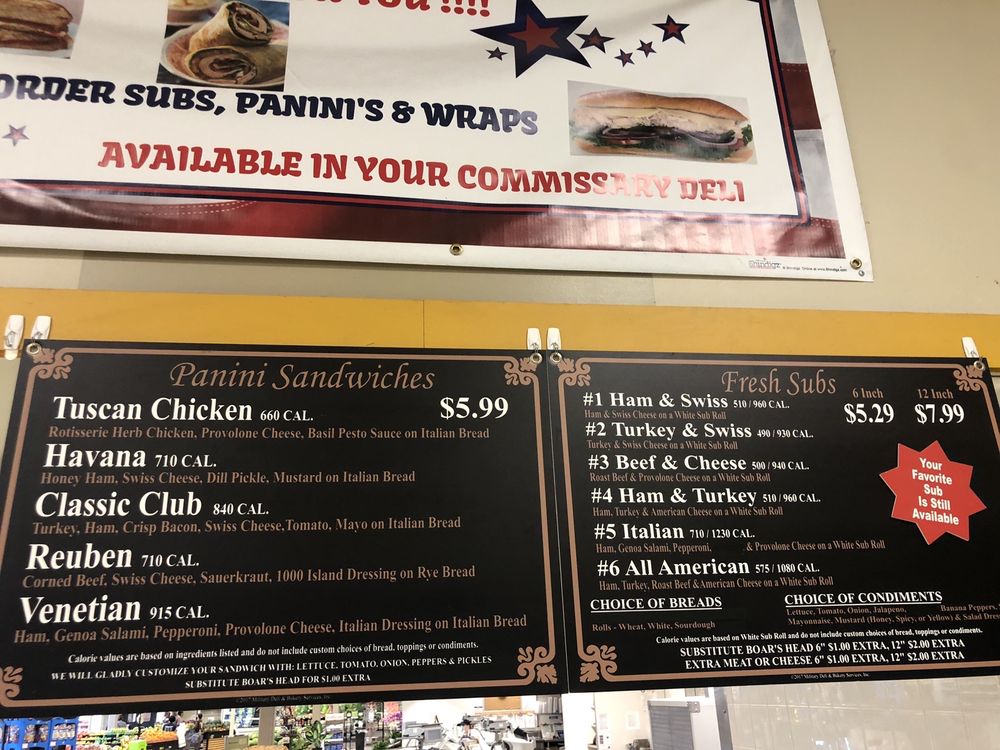 YOU !!!!
ORDER SUBS, PANINI'S & WRAPS
AVAILABLE IN YOUR COMMISSARY DELI
Shindigz
Panini Sandwiches
Tuscan Chicken 660 CAL. $5.99
Rotisserie Herb Chicken, Provolone Cheese, Basil Pesto Sauce on Italian Bread
Havana 710 CAL.
Honey Ham, Swiss Cheese, Dill Pickle, Mustard on Italian Bread
Classic Club 840 CAL.
Turkey, Ham, Crisp Bacon, Swiss Cheese,Tomato, Mayo on Italian Bread
Reuben 710 CAL.
Corned Beef, Swiss Cheese, Sauerkraut, 1000 Island Dressing on Rye Bread
Venetian 915 CAL.
Ham, Genoa Salami, Pepperoni, Provolone Cheese, Italian Dressing on Italian Bread
Calorie values are based on ingredients listed and do not include custom choices of bread, toppings or condiments.
WE WILL GLADLY CUSTOMIZE YOUR SANDWICH WITH: LETTUCE, TOMATO, ONION, PEPPERS & PICKLES
SUBSTITUTE BOAR'S HEAD FOR $1.00 EXTRA
©2017 Military Deli & Bakery Services, Inc.
Fresh Subs
6 Inch 12 Inch
$5.29 $7.99
#1 Ham & Swiss 510 / 960 CAL.
Ham & Swiss Cheese on a White Sub Roll
#2 Turkey & Swiss 490 / 930 CAL.
Turkey & Swiss Cheese on a White Sub Roll
#3 Beef & Cheese 500 / 940 CAL.
Roast Beef & Provolone Cheese on a White Sub Roll
#4 Ham & Turkey 510 / 960 CAL.
Ham, Turkey & American Cheese on a White Sub Roll
#5 Italian 710 / 1230 CAL.
Ham, Genoa Salami, Pepperoni, & Provolone Cheese on a White Sub Roll
#6 All American 575 / 1080 CAL.
Ham, Turkey, Roast Beef & American Cheese on a White Sub Roll
Your
Favorite
Sub
Is Still
Available
CHOICE OF BREADS
Rolls - Wheat, White, Sourdough
CHOICE OF CONDIMENTS
Lettuce, Tomato, Onion, Jalapeno, Banana Peppers,
Mayonnaise, Mustard (Honey, Spicy, or Yellow) & Salad
Calorie values are based on White Sub Roll and do not include custom choices of bread, toppings or condiments.
SUBSTITUTE BOAR'S HEAD 6" $1.00 EXTRA, 12" $2.00 EXTRA
EXTRA MEAT OR CHEESE 6" $1.00 EXTRA, 12" $2.00 EXTRA
©2017 Military Deli & Bakery Services, Inc.